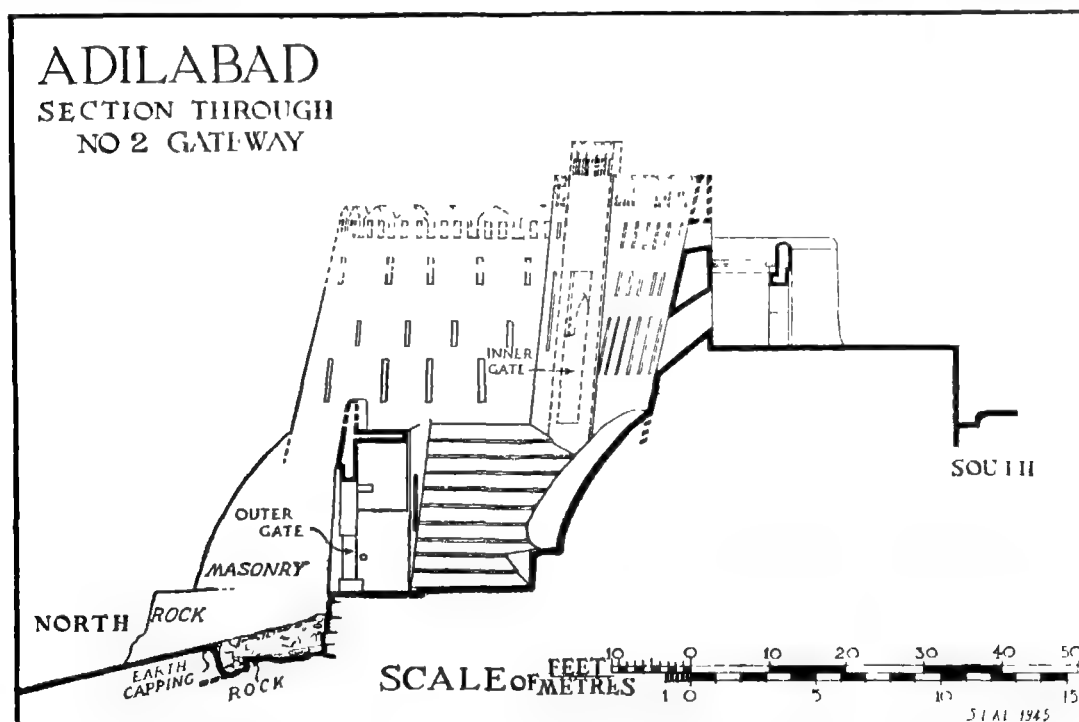 ADILABAD
SECTION THROUGH
NO 2 GATEWAY
INNER
GATE
SOUTH
OUTER
GATE
MASONRY
NORTH
ROCK
EARTH
CAPPING
ROCK
SCALE OF FEET METRES
10 0 10 20 30 40 50
1 0 5 10 15
1945